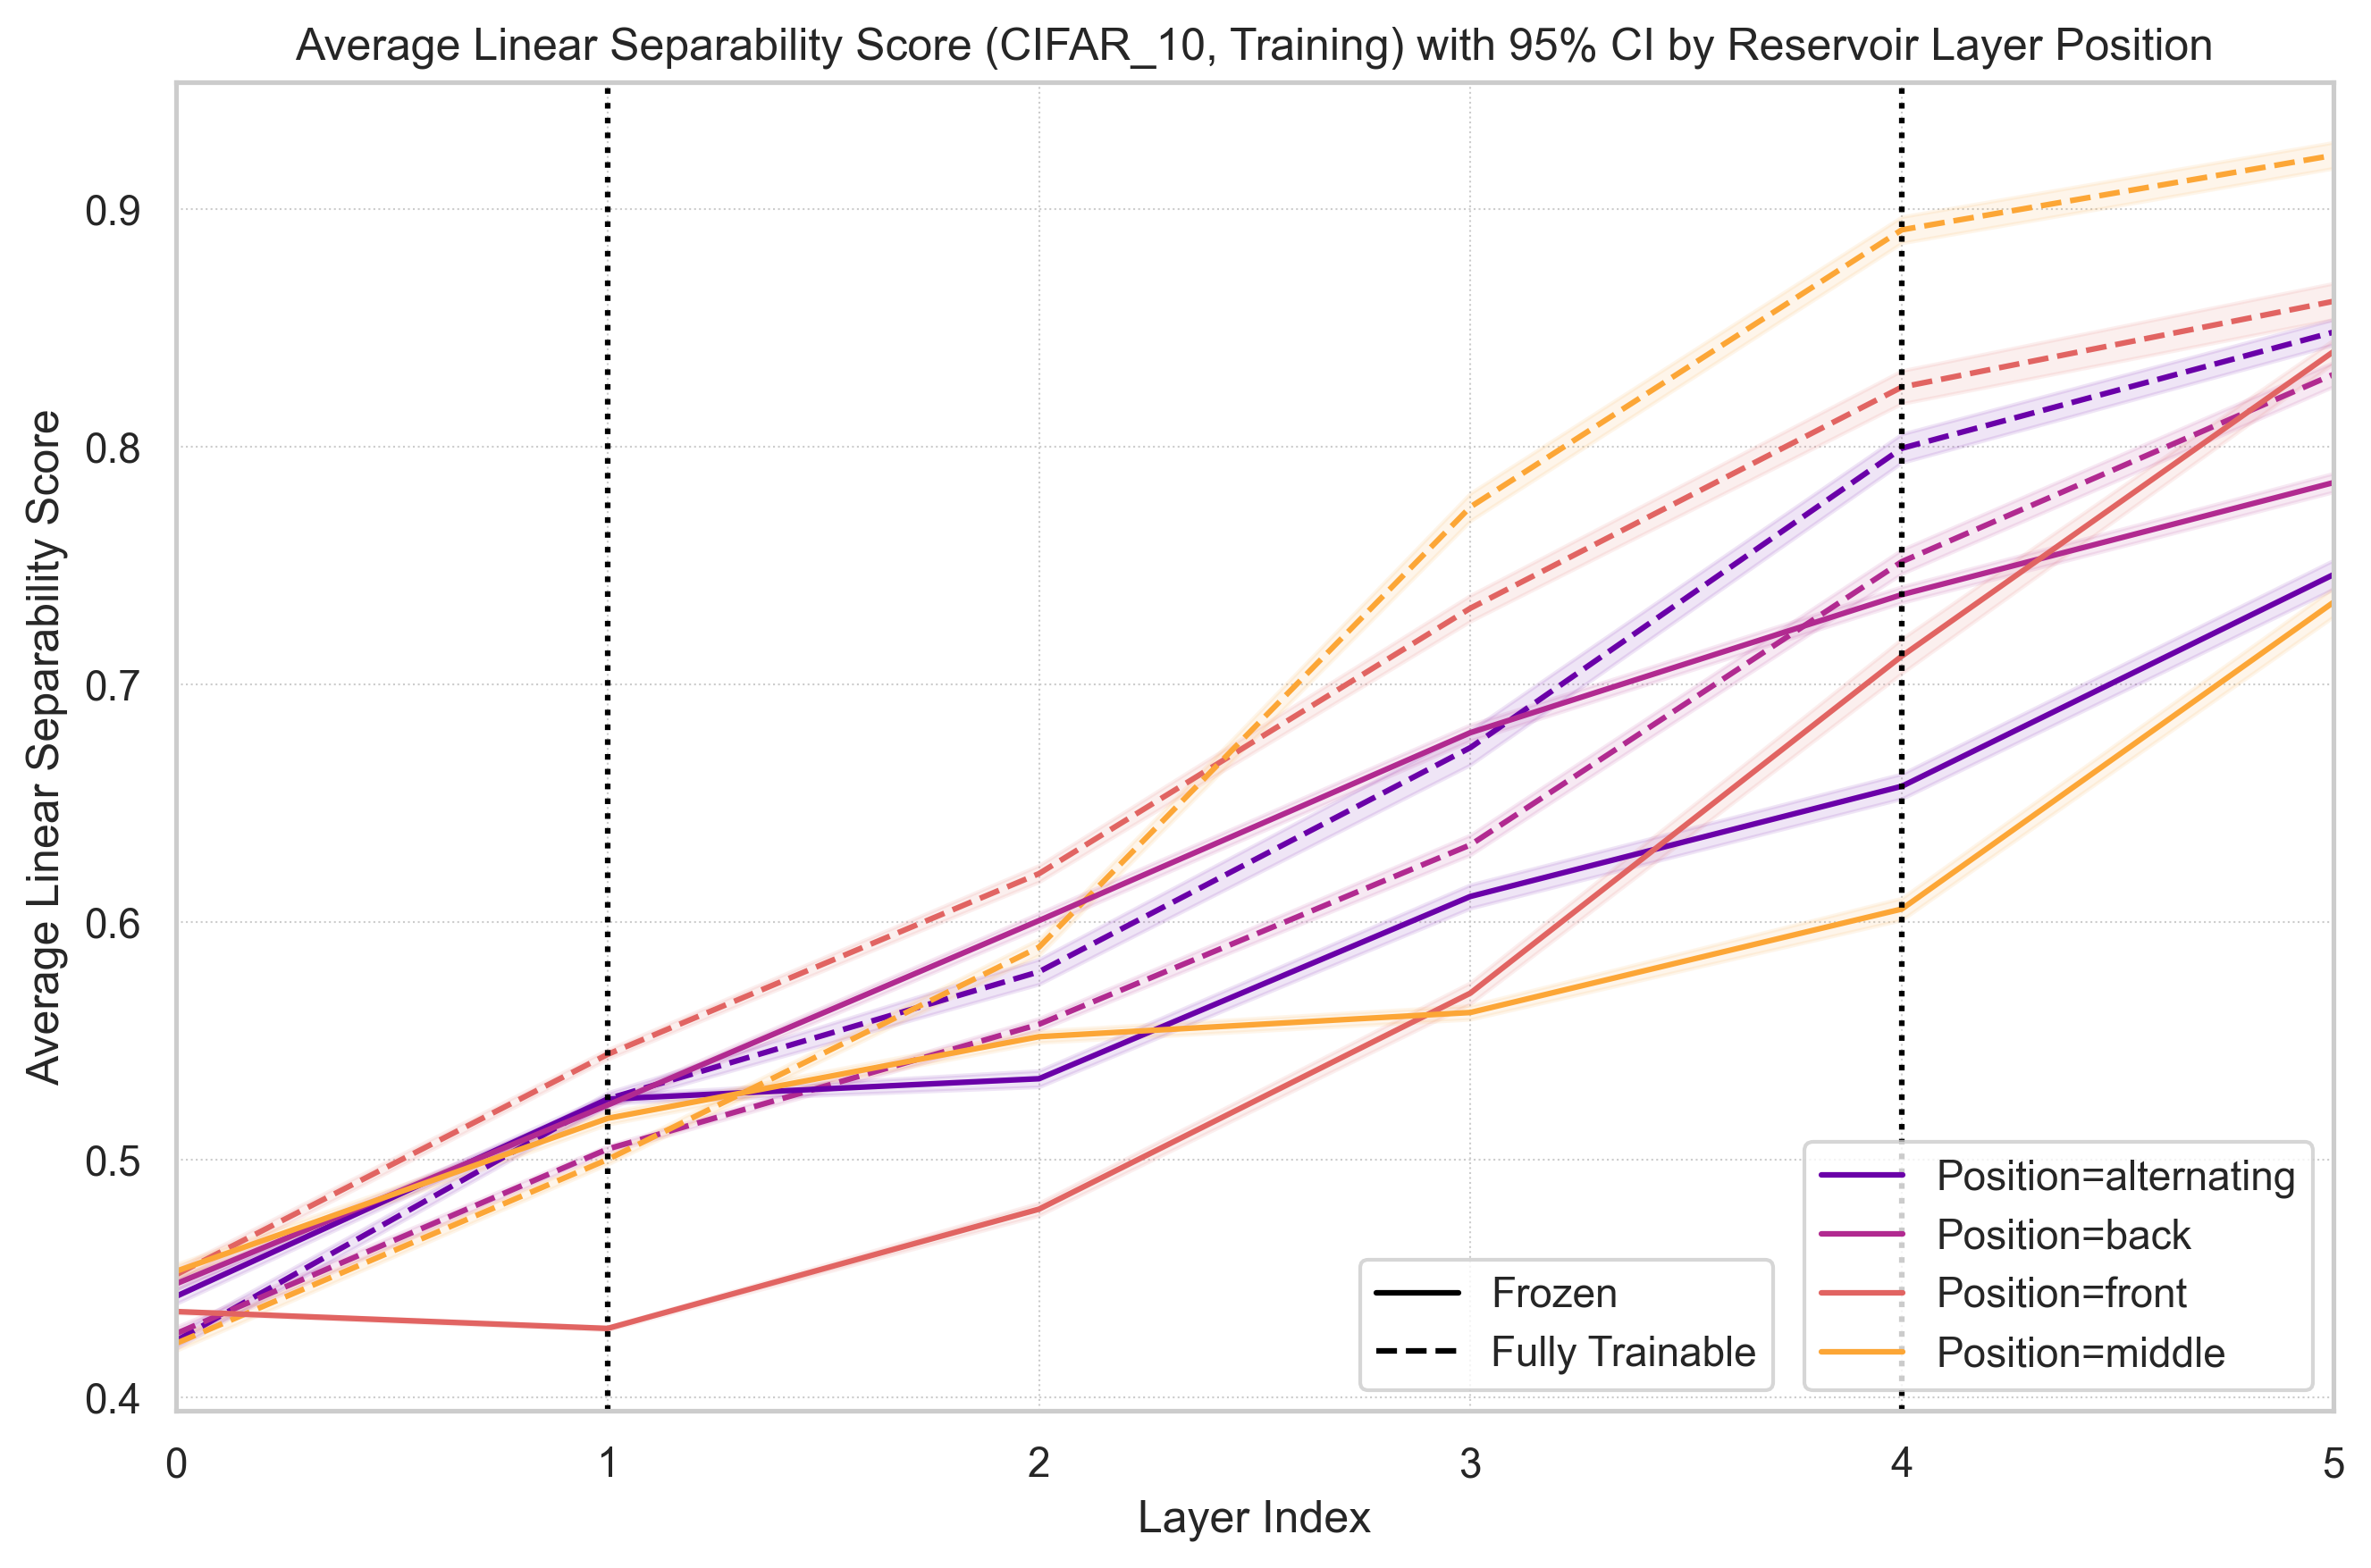 Average Linear Separability Score (CIFAR_10, Training) with 95% CI by Reservoir Layer Position
Average Linear Separability Score
0.9
0.8
0.7
0.6
0.5
0.4
Frozen
Fully Trainable
Position=alternating
Position=back
Position=front
Position=middle
0 1 2 3 4 5
Layer Index